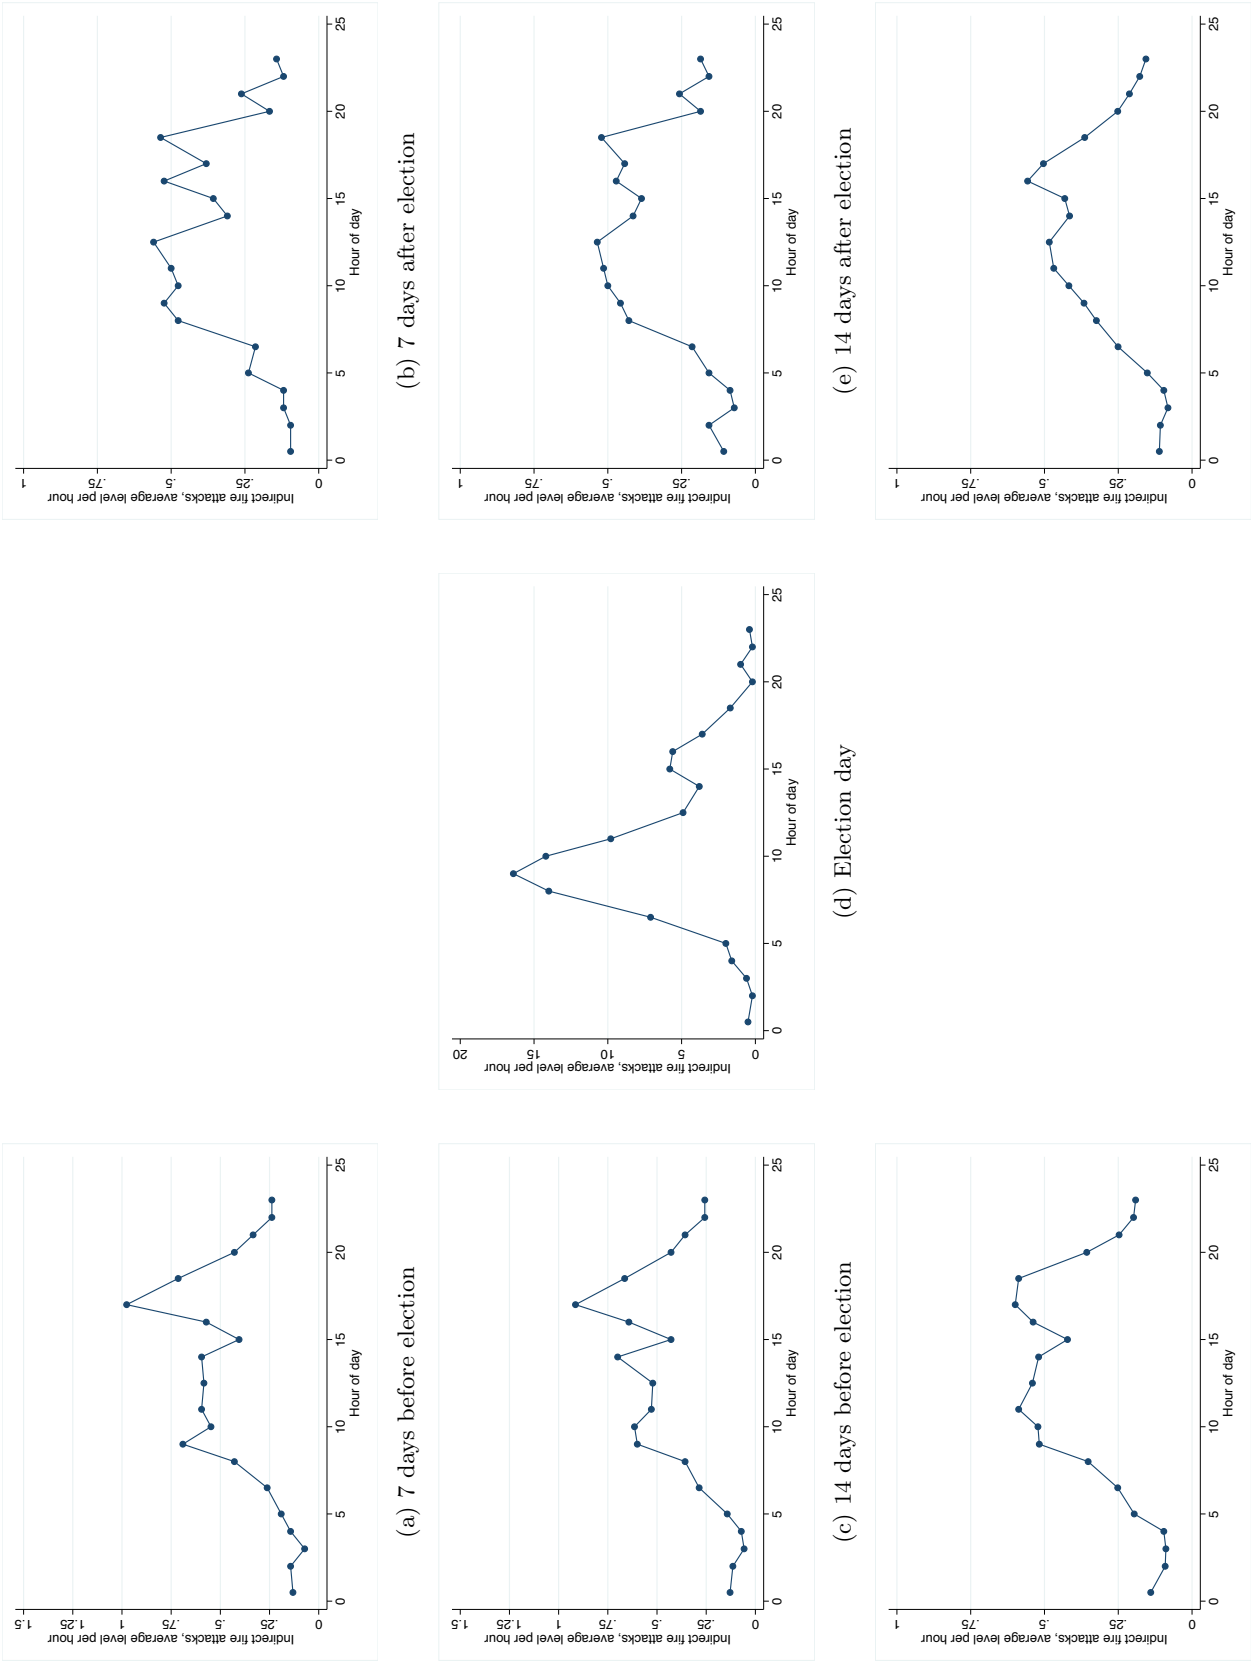 Indirect fire attacks, average level per hour
1.5
1.25
1
.75
.5
.25
0
0 5 10 15 20 25
Hour of day
(a) 7 days before election
Indirect fire attacks, average level per hour
1
.75
.5
.25
0
0 5 10 15 20 25
Hour of day
(b) 7 days after election
Indirect fire attacks, average level per hour
1.5
1.25
1
.75
.5
.25
0
0 5 10 15 20 25
Hour of day
(c) 14 days before election
Indirect fire attacks, average level per hour
20
15
10
5
0
0 5 10 15 20 25
Hour of day
(d) Election day
Indirect fire attacks, average level per hour
1
.75
.5
.25
0
0 5 10 15 20 25
Hour of day
(e) 14 days after election
Indirect fire attacks, average level per hour
1
.75
.5
.25
0
0 5 10 15 20 25
Hour of day
Indirect fire attacks, average level per hour
1
.75
.5
.25
0
0 5 10 15 20 25
Hour of day